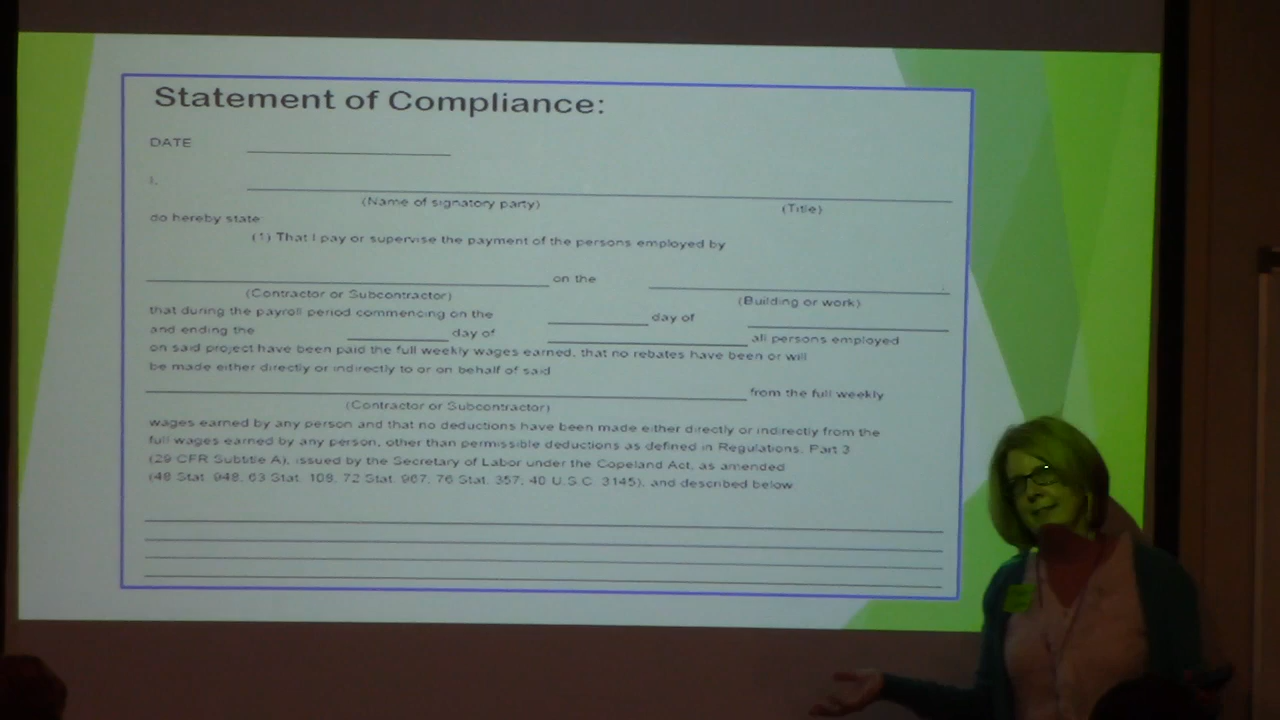 Statement of Compliance:
DATE
I,
(Name of signatory party) (Title)
do hereby state
(1) That I pay or supervise the payment of the persons employed by
on the
(Contractor or Subcontractor) (Building or work)
that during the payroll period commencing on the day of
and ending the day of all persons employed
on said project have been paid the full weekly wages earned, that no rebates have been or will
be made either directly or indirectly to or on behalf of said
from the full weekly
(Contractor or Subcontractor)
wages earned by any person and that no deductions have been made either directly or indirectly from the
full wages earned by any person, other than permissible deductions as defined in Regulations, Part 3
(29 CFR Subtitle A), issued by the Secretary of Labor under the Copeland Act, as amended
(48 Stat. 948, 63 Stat. 108, 72 Stat. 967, 76 Stat. 357; 40 U.S.C. 3145), and described below